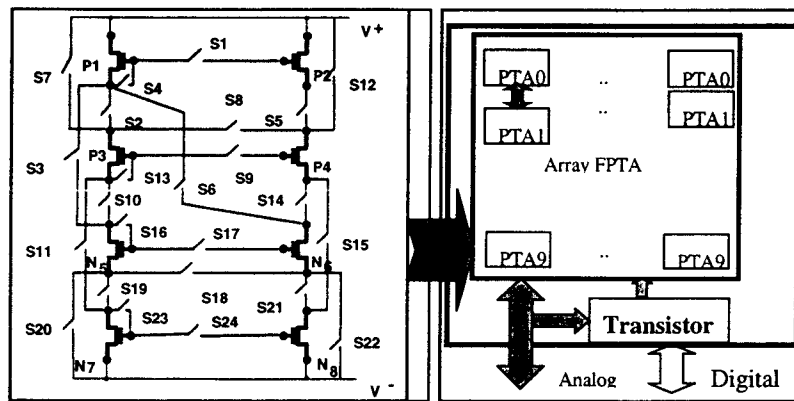 V+
S1
P1
P2
S7
S4
S12
S8
S2
S5
P3
P4
S3
S9
S13
S6
S14
S10
S16
S17
S11
S15
N5
N6
S19
S18
S21
S20
S23
S24
S22
N7
N8
V-
PTA0 .. PTA0
PTA1 PTA1
Array FPTA
PTA9 .. PTA9
Transistor
Analog Digital